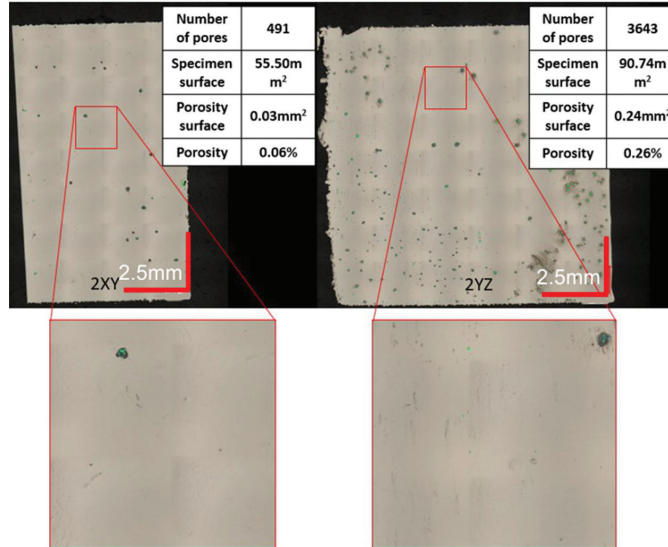 Number of pores 491
Specimen surface 55.50m m²
Porosity surface 0.03mm²
Porosity 0.06%
2.5mm
2XY
Number of pores 3643
Specimen surface 90.74m m²
Porosity surface 0.24mm²
Porosity 0.26%
2.5mm
2YZ